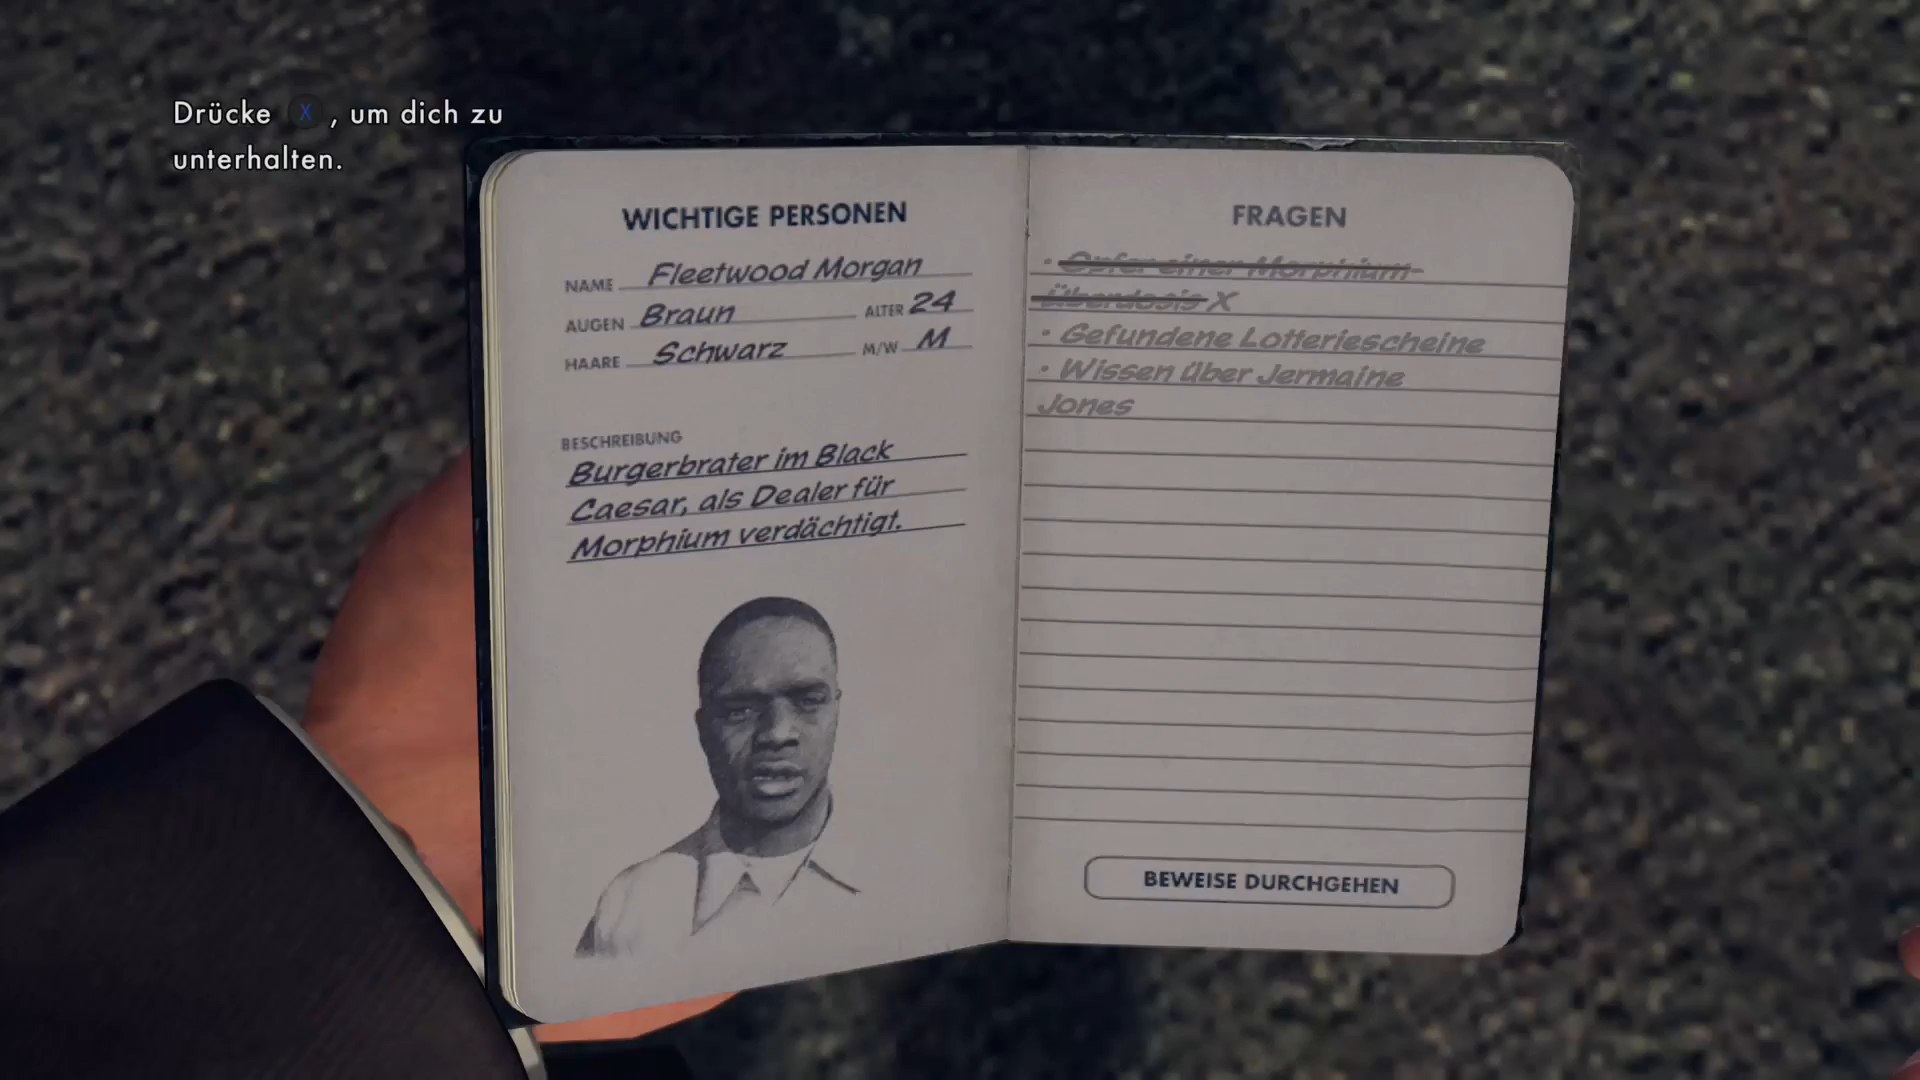 Drücke X, um dich zu
unterhalten.
WICHTIGE PERSONEN
NAME Fleetwood Morgan
AUGEN Braun ALTER 24
HAARE Schwarz M/W M
BESCHREIBUNG
Burgerbrater im Black
Caesar, als Dealer für
Morphium verdächtigt.
FRAGEN
· Opfer einer Morphium-
Überdosis X
· Gefundene Lotteriescheine
· Wissen über Jermaine
Jones
BEWEISE DURCHGEHEN